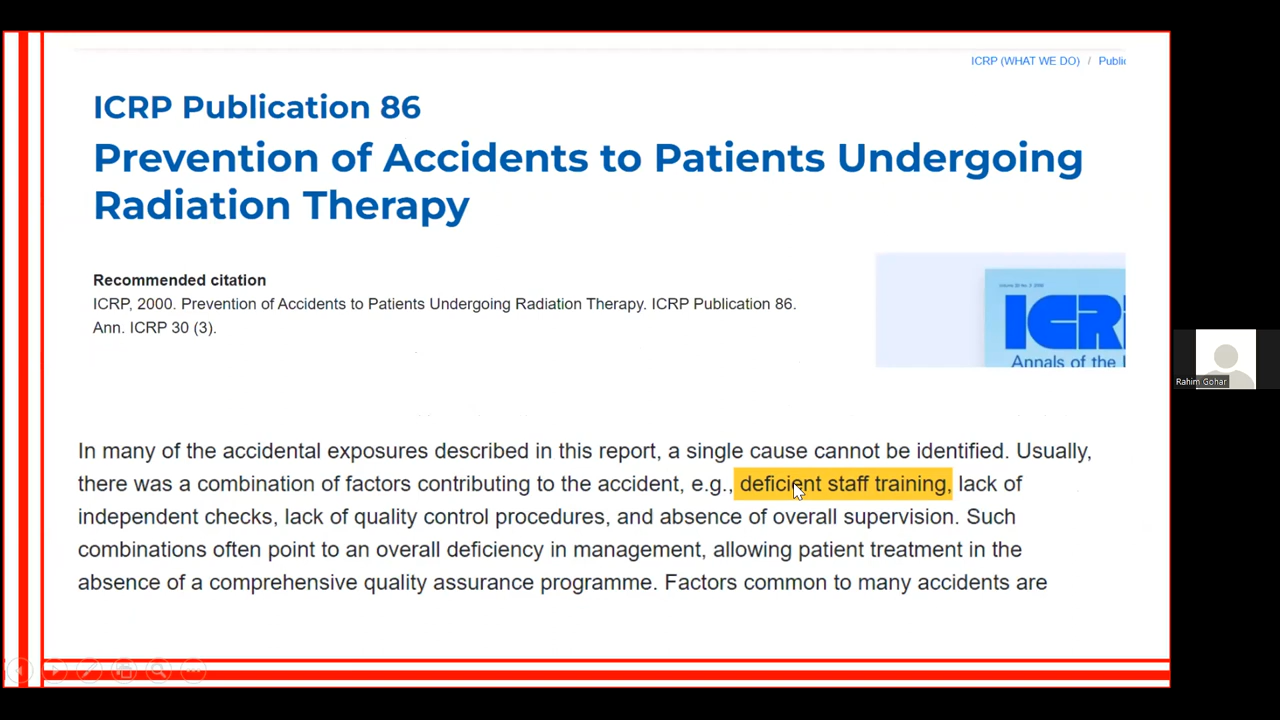 ICRP (WHAT WE DO) / Public
ICRP Publication 86
Prevention of Accidents to Patients Undergoing
Radiation Therapy
Recommended citation
ICRP, 2000. Prevention of Accidents to Patients Undergoing Radiation Therapy. ICRP Publication 86.
Ann. ICRP 30 (3).
ICR
Annals of the
Rahim Gohar
In many of the accidental exposures described in this report, a single cause cannot be identified. Usually,
there was a combination of factors contributing to the accident, e.g., deficient staff training, lack of
independent checks, lack of quality control procedures, and absence of overall supervision. Such
combinations often point to an overall deficiency in management, allowing patient treatment in the
absence of a comprehensive quality assurance programme. Factors common to many accidents are